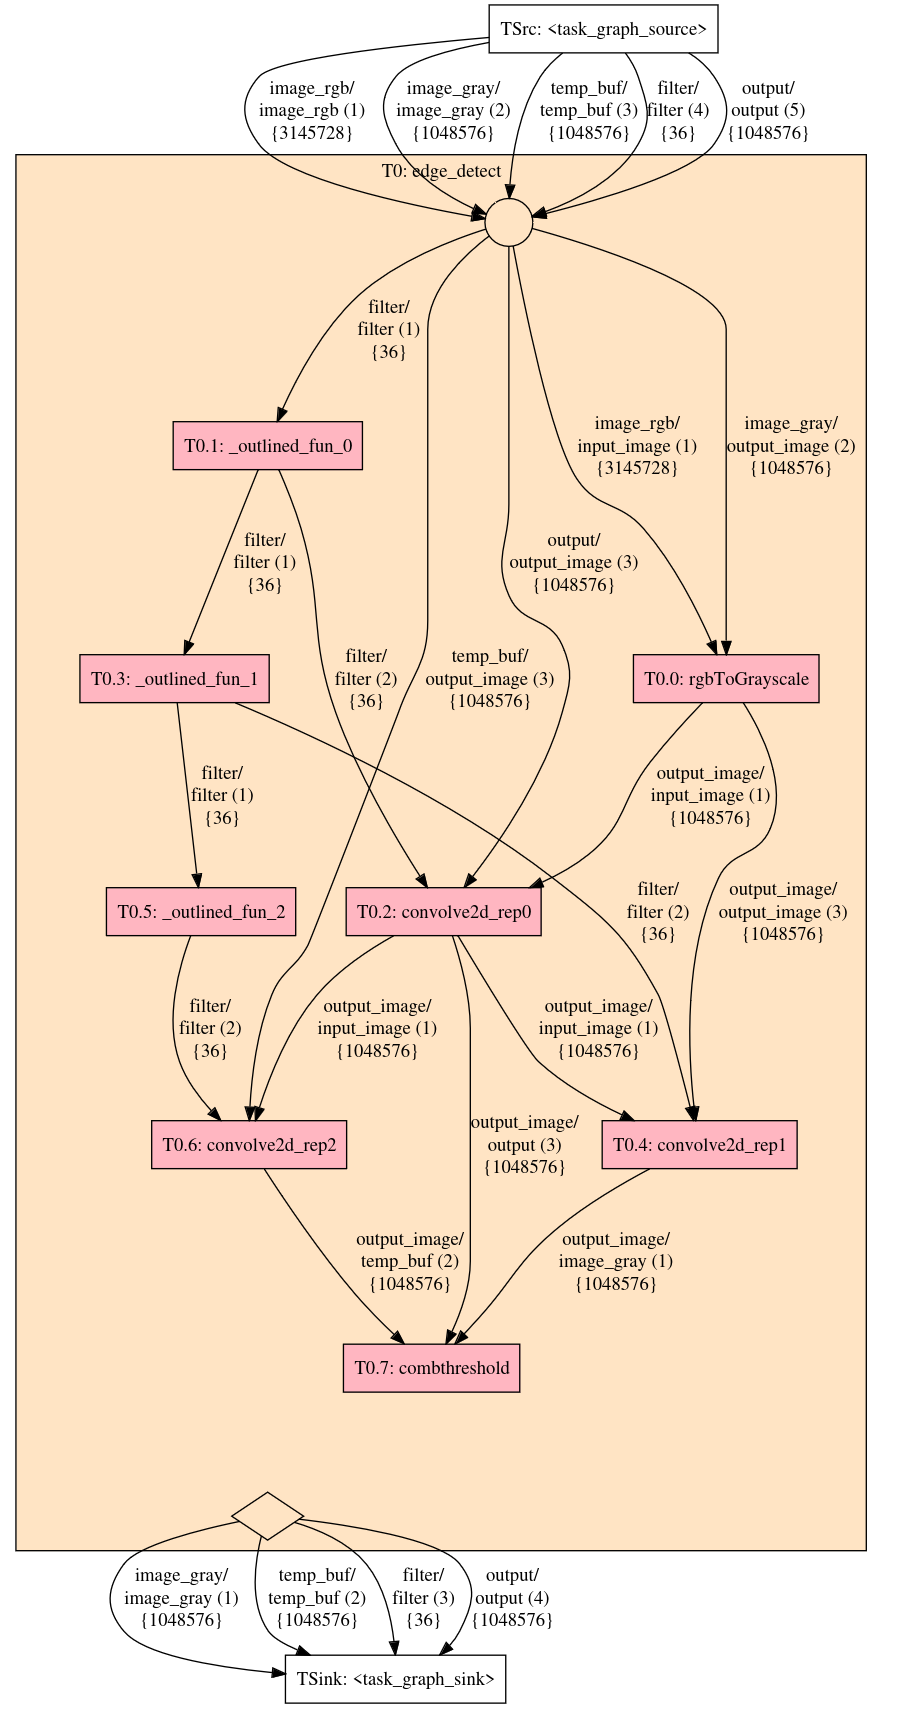 TSrc: <task_graph_source>
image_rgb/
image_rgb (1)
{3145728}
image_gray/
image_gray (2)
{1048576}
temp_buf/
temp_buf (3)
{1048576}
filter/
filter (4)
{36}
output/
output (5)
{1048576}
T0: edge_detect
filter/
filter (1)
{36}
image_rgb/
input_image (1)
{3145728}
image_gray/
output_image (2)
{1048576}
T0.1: _outlined_fun_0
filter/
filter (1)
{36}
output/
output_image (3)
{1048576}
filter/
filter (2)
{36}
temp_buf/
output_image (3)
{1048576}
T0.3: _outlined_fun_1
T0.0: rgbToGrayscale
filter/
filter (1)
{36}
output_image/
input_image (1)
{1048576}
T0.5: _outlined_fun_2
T0.2: convolve2d_rep0
filter/
filter (2)
{36}
output_image/
output_image (3)
{1048576}
filter/
filter (2)
{36}
output_image/
input_image (1)
{1048576}
output_image/
input_image (1)
{1048576}
T0.6: convolve2d_rep2
output_image/
output (3)
{1048576}
T0.4: convolve2d_rep1
output_image/
temp_buf (2)
{1048576}
output_image/
image_gray (1)
{1048576}
T0.7: combthreshold
image_gray/
image_gray (1)
{1048576}
temp_buf/
temp_buf (2)
{1048576}
filter/
filter (3)
{36}
output/
output (4)
{1048576}
TSink: <task_graph_sink>